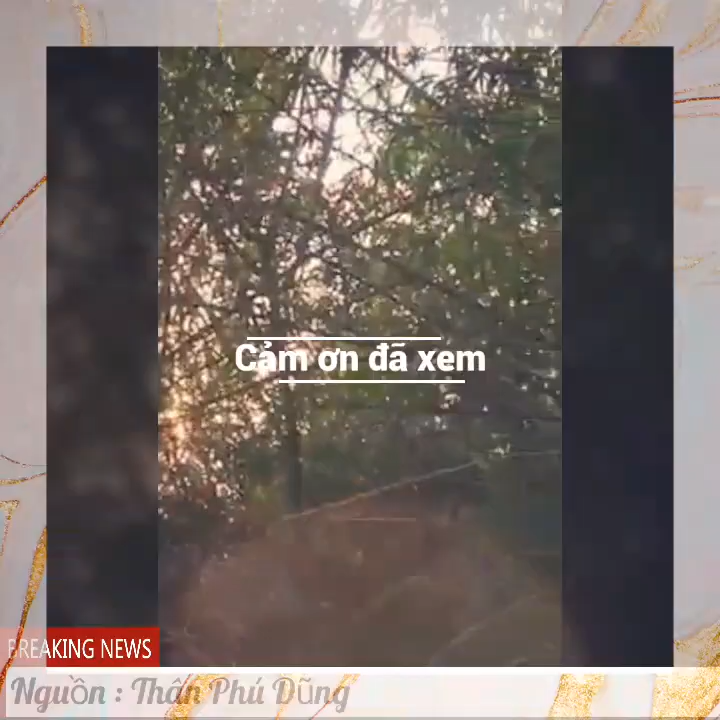 Cảm ơn đã xem
BREAKING NEWS
Nguồn : Thân Phú Dũng